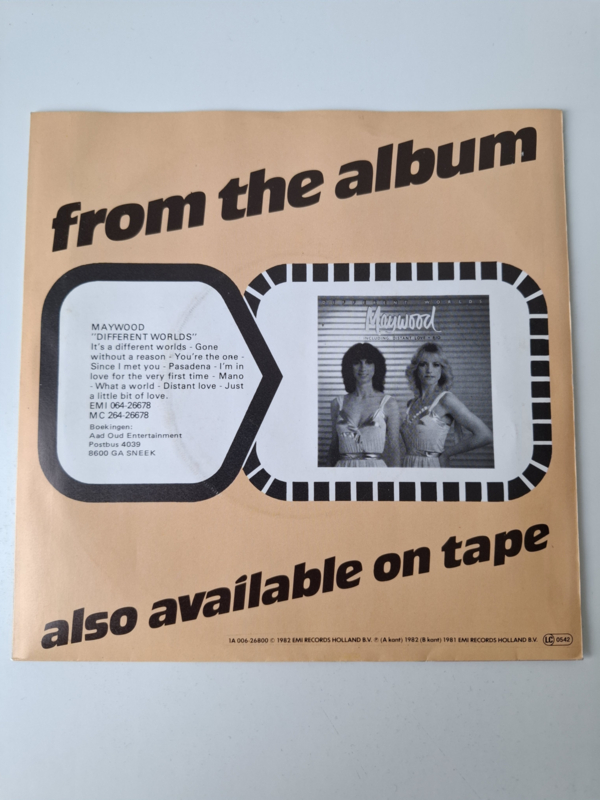 from the album
MAYWOOD
"DIFFERENT WORLDS"
It's a different worlds - Gone
without a reason - You're the one -
Since I met you - Pasadena - I'm in
love for the very first time - Mano
- What a world - Distant love - Just
a little bit of love.
EMI 064-26678
MC 264-26678
Boekingen:
Aad Oud Entertainment
Postbus 4039
8600 GA SNEEK
Maywood
INCLUDING: DISTANT LOVE
also available on tape
1A 006-26800 © 1982 EMI RECORDS HOLLAND B.V. ℗ (A kant) 1982 (B kant) 1981 EMI RECORDS HOLLAND B.V. LC 0542